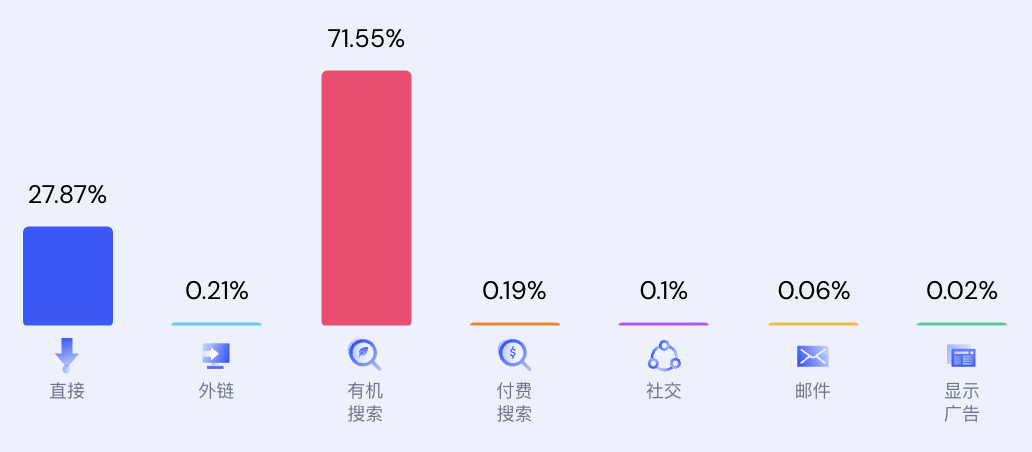 71.55%
27.87%
0.21%
0.19%
0.1%
0.06%
0.02%
$
直接
外链
有机
搜索
付费
搜索
社交
邮件
显示
广告